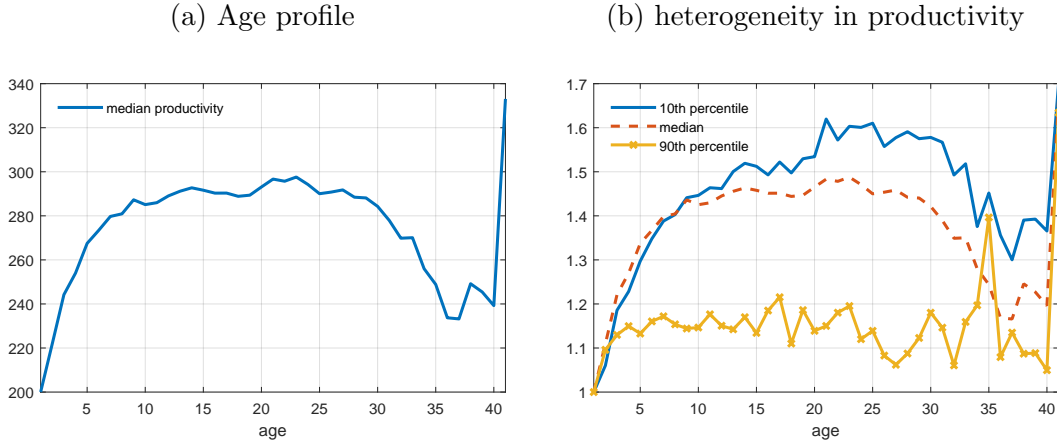 (a) Age profile
340
320
300
280
260
240
220
200
median productivity
5 10 15 20 25 30 35 40
age
(b) heterogeneity in productivity
1.7
1.6
1.5
1.4
1.3
1.2
1.1
1
10th percentile
median
90th percentile
5 10 15 20 25 30 35 40
age